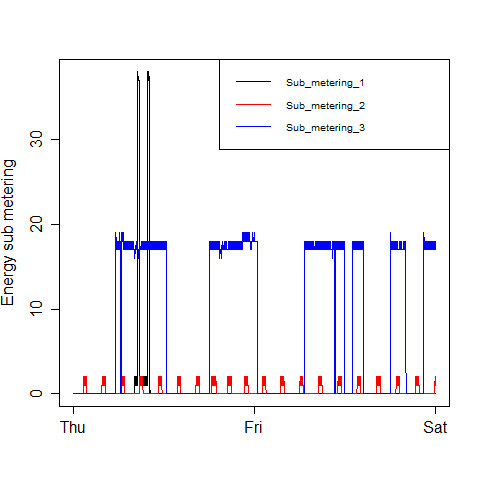 Sub_metering_1
Sub_metering_2
Sub_metering_3
Energy sub metering
30
20
10
0
Thu Fri Sat